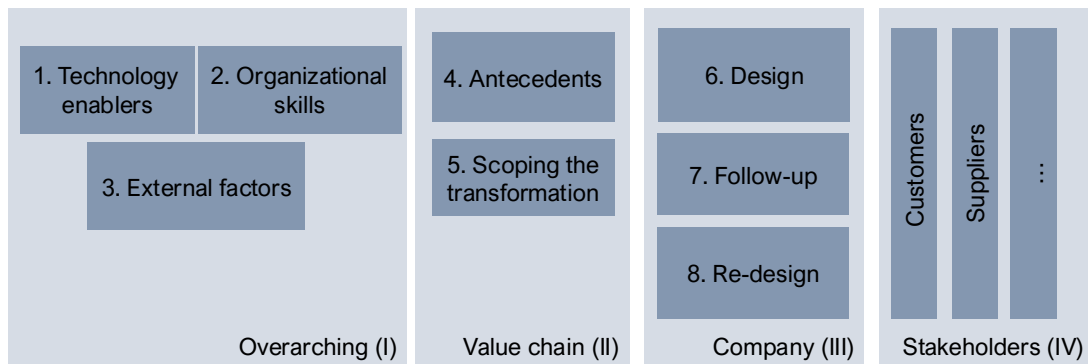 1. Technology
enablers
2. Organizational
skills
3. External factors
Overarching (I)
4. Antecedents
5. Scoping the
transformation
Value chain (II)
6. Design
7. Follow-up
8. Re-design
Company (III)
Customers
Suppliers
...
Stakeholders (IV)